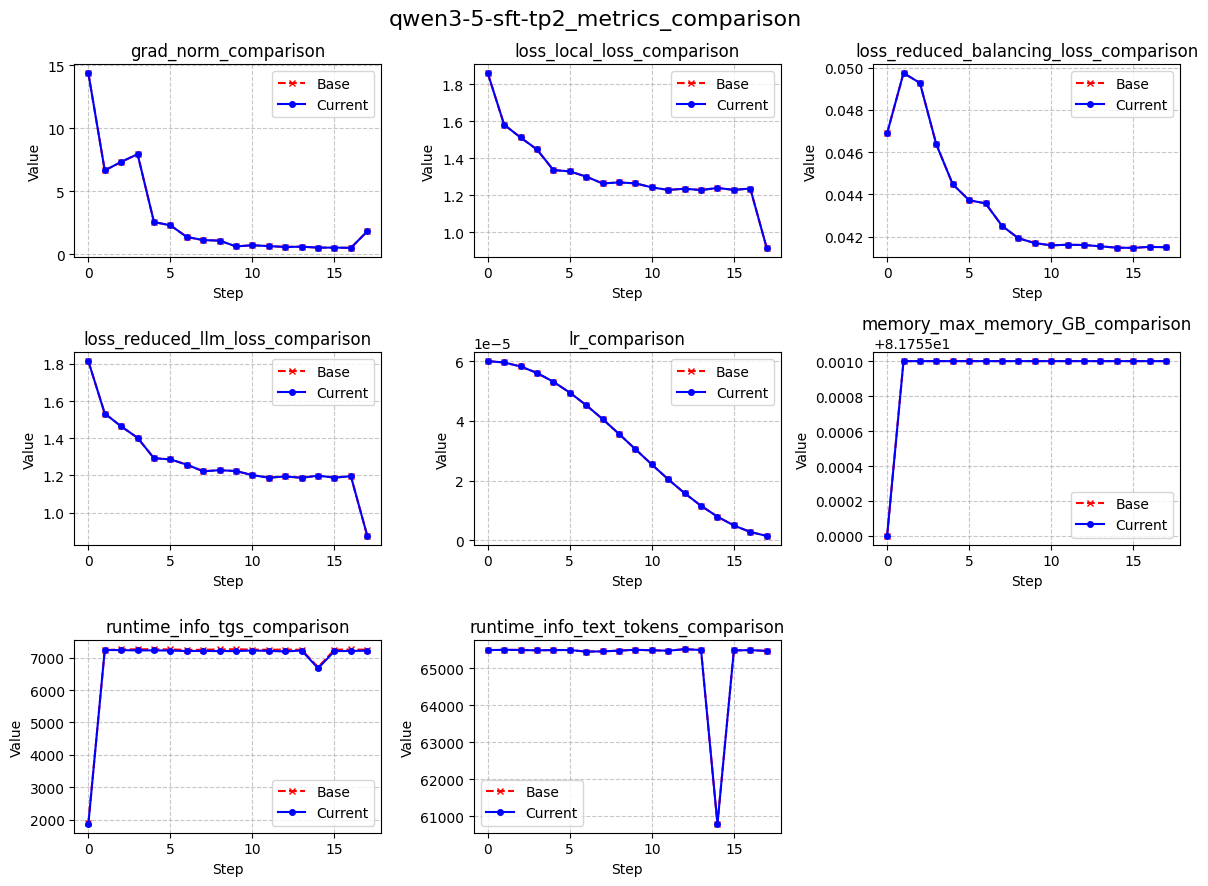 qwen3-5-sft-tp2_metrics_comparison
grad_norm_comparison
15
10
5
0
Value
0 5 10 15
Step
Base
Current
loss_local_loss_comparison
1.8
1.6
1.4
1.2
1.0
Value
0 5 10 15
Step
Base
Current
loss_reduced_balancing_loss_comparison
0.050
0.048
0.046
0.044
0.042
Value
0 5 10 15
Step
Base
Current
loss_reduced_llm_loss_comparison
1.8
1.6
1.4
1.2
1.0
Value
0 5 10 15
Step
Base
Current
lr_comparison
1e−5
6
4
2
0
Value
0 5 10 15
Step
Base
Current
memory_max_memory_GB_comparison
+8.1755e1
0.0010
0.0008
0.0006
0.0004
0.0002
0.0000
Value
0 5 10 15
Step
Base
Current
runtime_info_tgs_comparison
7000
6000
5000
4000
3000
2000
Value
0 5 10 15
Step
Base
Current
runtime_info_text_tokens_comparison
65000
64000
63000
62000
61000
Value
0 5 10 15
Step
Base
Current